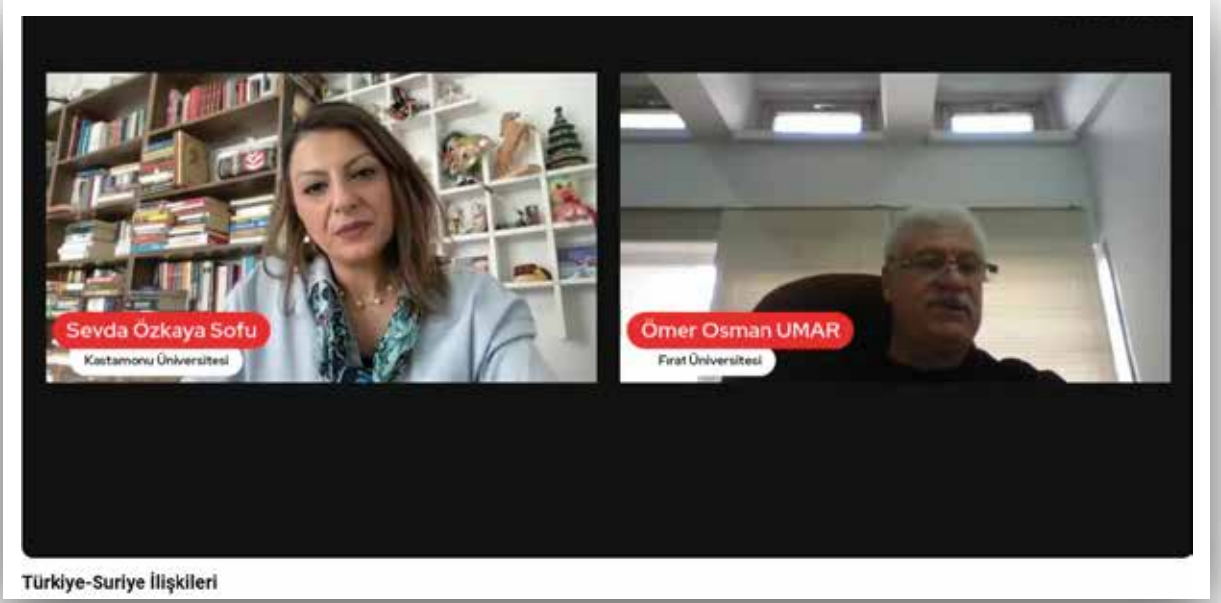 Sevda Özkaya Sofu
Kastamonu Üniversitesi
Ömer Osman UMAR
Fırat Üniversitesi
Türkiye-Suriye İlişkileri